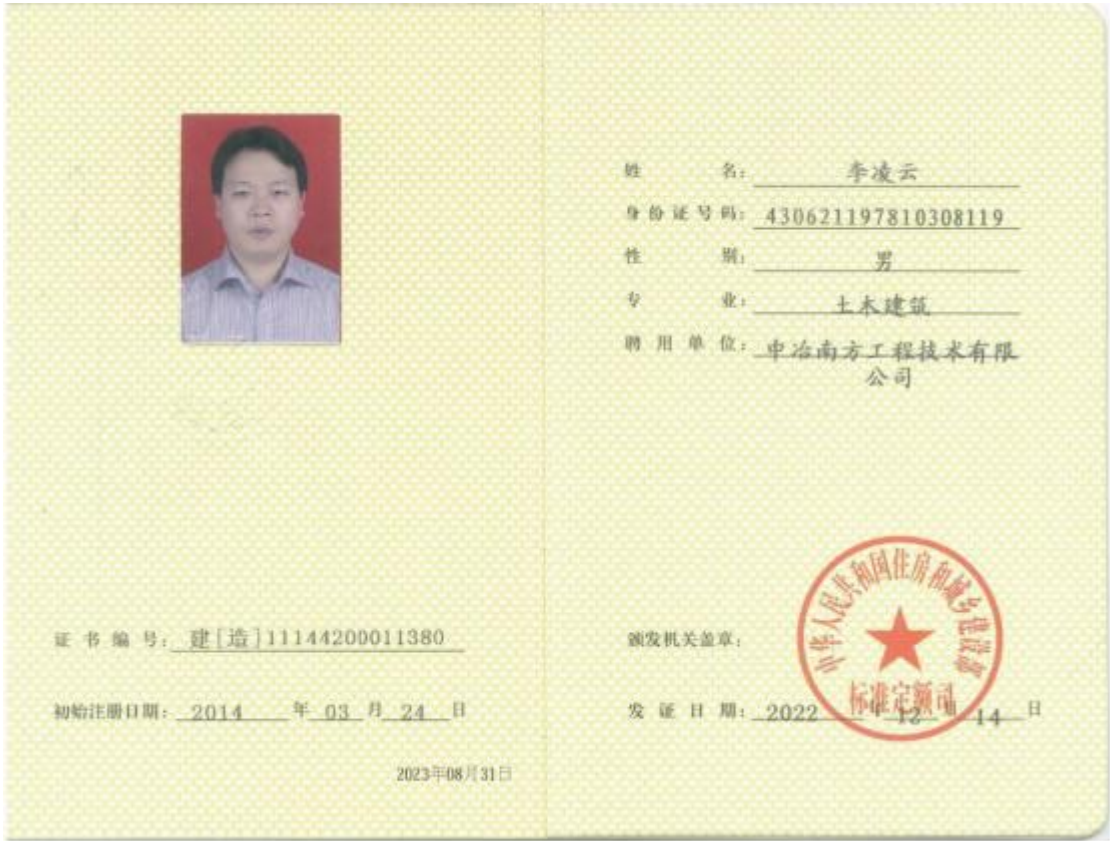 证书编号: 建[造]11144200011380
初始注册日期: 2014 年 03 月 24 日
2023年08月31日
姓名: 李凌云
身份证号码: 430621197810308119
性别: 男
专业: 土木建筑
聘用单位: 中冶南方工程技术有限
公司
颁发机关盖章:
中华人民共和国住房和城乡建设部
标准定额司
发证日期: 2022 年 12 月 14 日